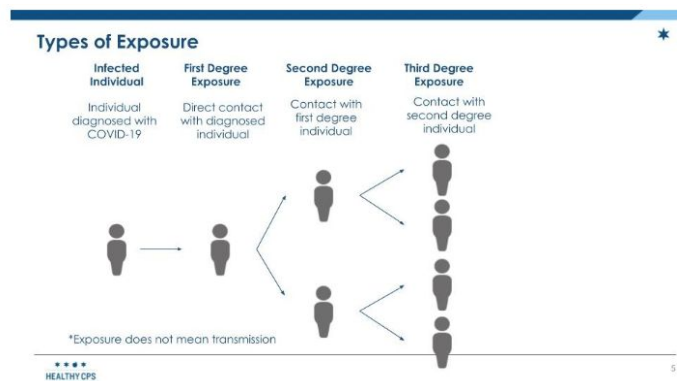 Types of Exposure
Infected
Individual
Individual
diagnosed with
COVID-19
First Degree
Exposure
Direct contact
with diagnosed
individual
Second Degree
Exposure
Contact with
first degree
individual
Third Degree
Exposure
Contact with
second degree
individual
*Exposure does not mean transmission
HEALTHY CPS
5